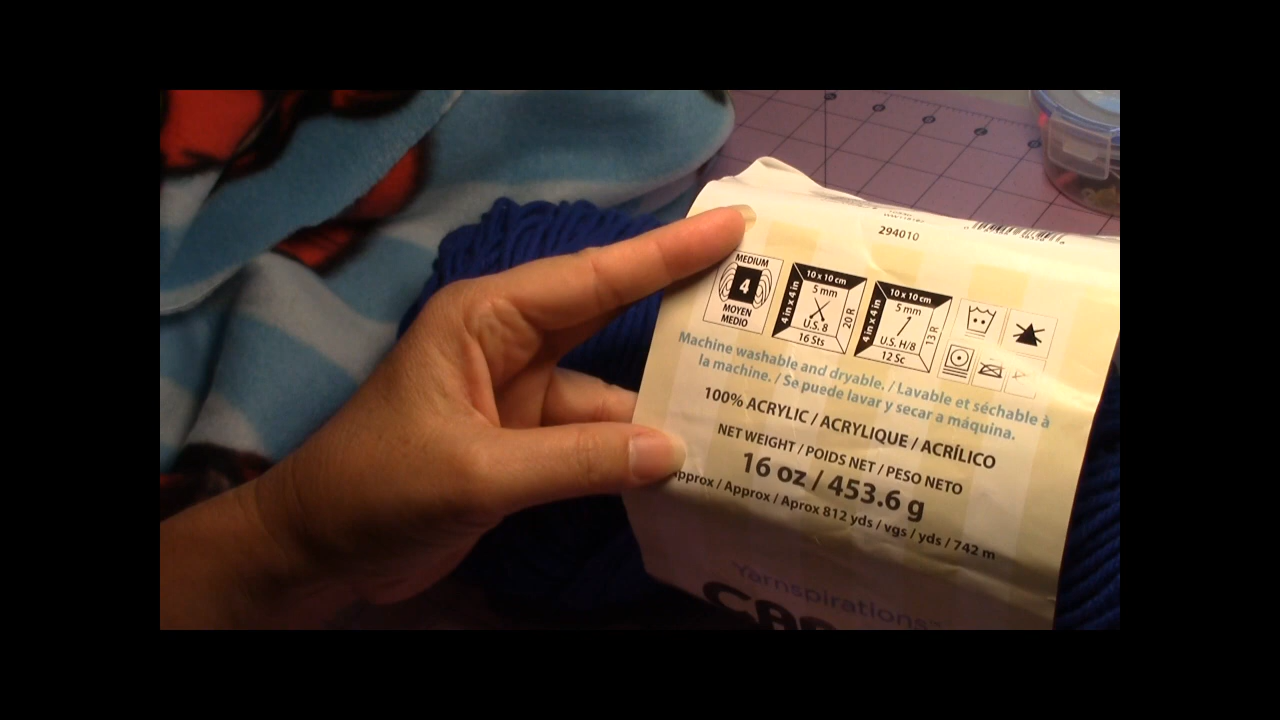 294010
MEDIUM
4
MOYEN
MEDIO
10 x 10 cm
4 in x 4 in
5 mm
U.S. 8
20 R
16 Sts
10 x 10 cm
4 in x 4 in
5 mm
U.S. H/8
13 R
12 Sc
Machine washable and dryable. / Lavable et séchable à
la machine. / Se puede lavar y secar a máquina.
100% ACRYLIC / ACRYLIQUE / ACRÍLICO
NET WEIGHT / POIDS NET / PESO NETO
16 oz / 453.6 g
/ Approx / Aprox 812 yds / vgs / yds / 742 m
Yarnspirations™